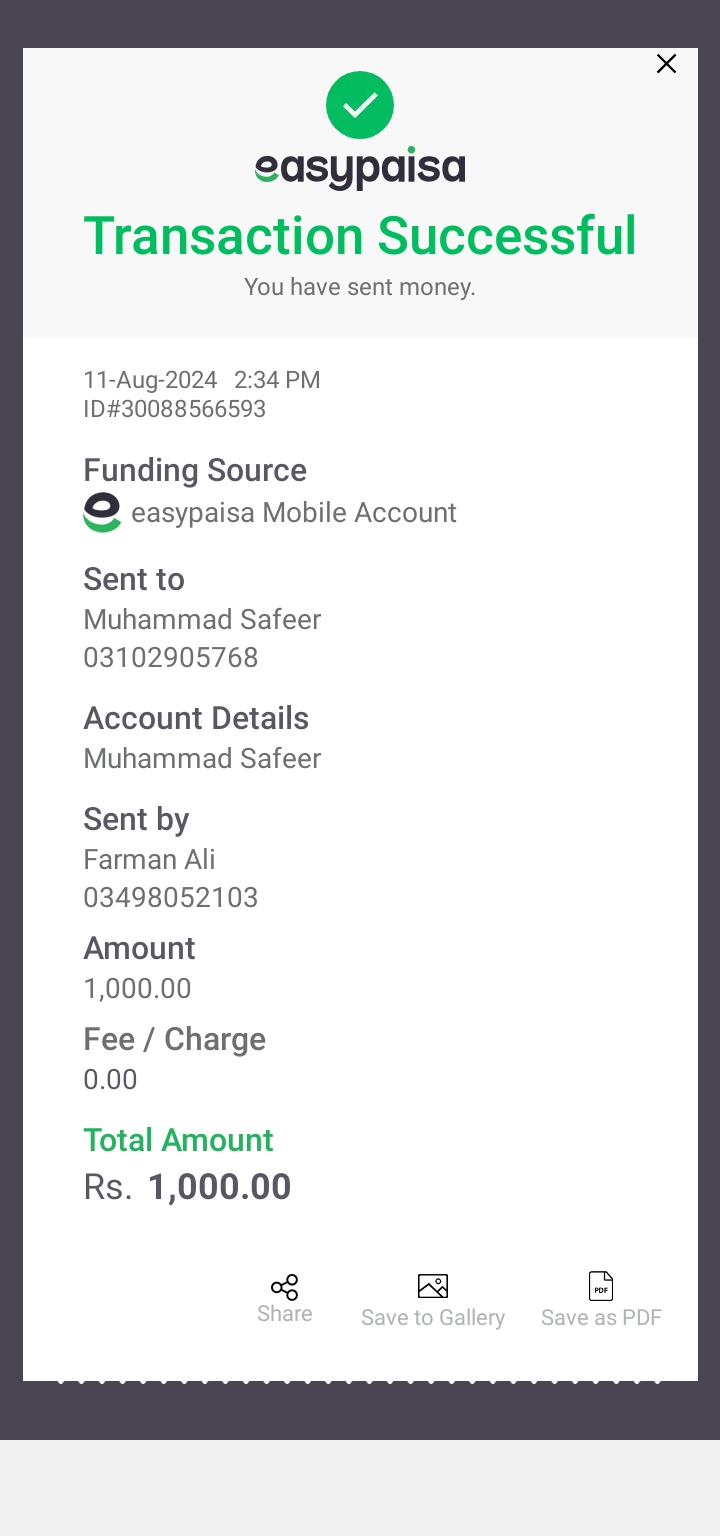 easypaisa
Transaction Successful
You have sent money.
11-Aug-2024 2:34 PM
ID#30088566593
Funding Source
easypaisa Mobile Account
Sent to
Muhammad Safeer
03102905768
Account Details
Muhammad Safeer
Sent by
Farman Ali
03498052103
Amount
1,000.00
Fee / Charge
0.00
Total Amount
Rs. 1,000.00
PDF
Share
Save to Gallery
Save as PDF